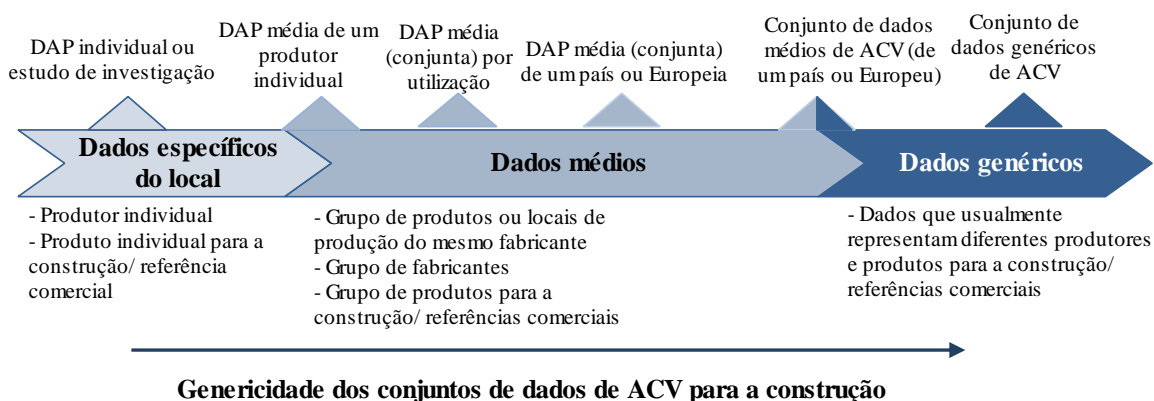 DAP individual ou
estudo de investigação
DAP média de um
produtor
individual
DAP média
(conjunta) por
utilização
DAP média (conjunta)
de um país ou Europeia
Conjunto de dados
médios de ACV (de
um país ou Europeu)
Conjunto de
dados genéricos
de ACV
Dados específicos
do local
Dados médios
Dados genéricos
- Produtor individual
- Produto individual para a
construção/ referência
comercial
- Grupo de produtos ou locais de
produção do mesmo fabricante
- Grupo de fabricantes
- Grupo de produtos para a
construção/ referências comerciais
- Dados que usualmente
representam diferentes produtores
e produtos para a construção/
referências comerciais
Genericidade dos conjuntos de dados de ACV para a construção